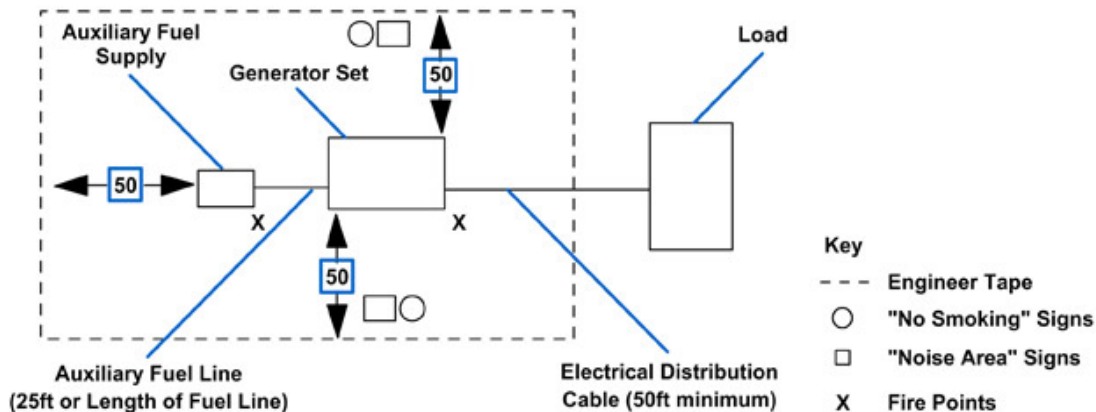 Auxiliary Fuel
Supply
Generator Set
50
Load
50
X
X
50
Auxiliary Fuel Line
(25ft or Length of Fuel Line)
Electrical Distribution
Cable (50ft minimum)
Key
Engineer Tape
"No Smoking" Signs
"Noise Area" Signs
X Fire Points